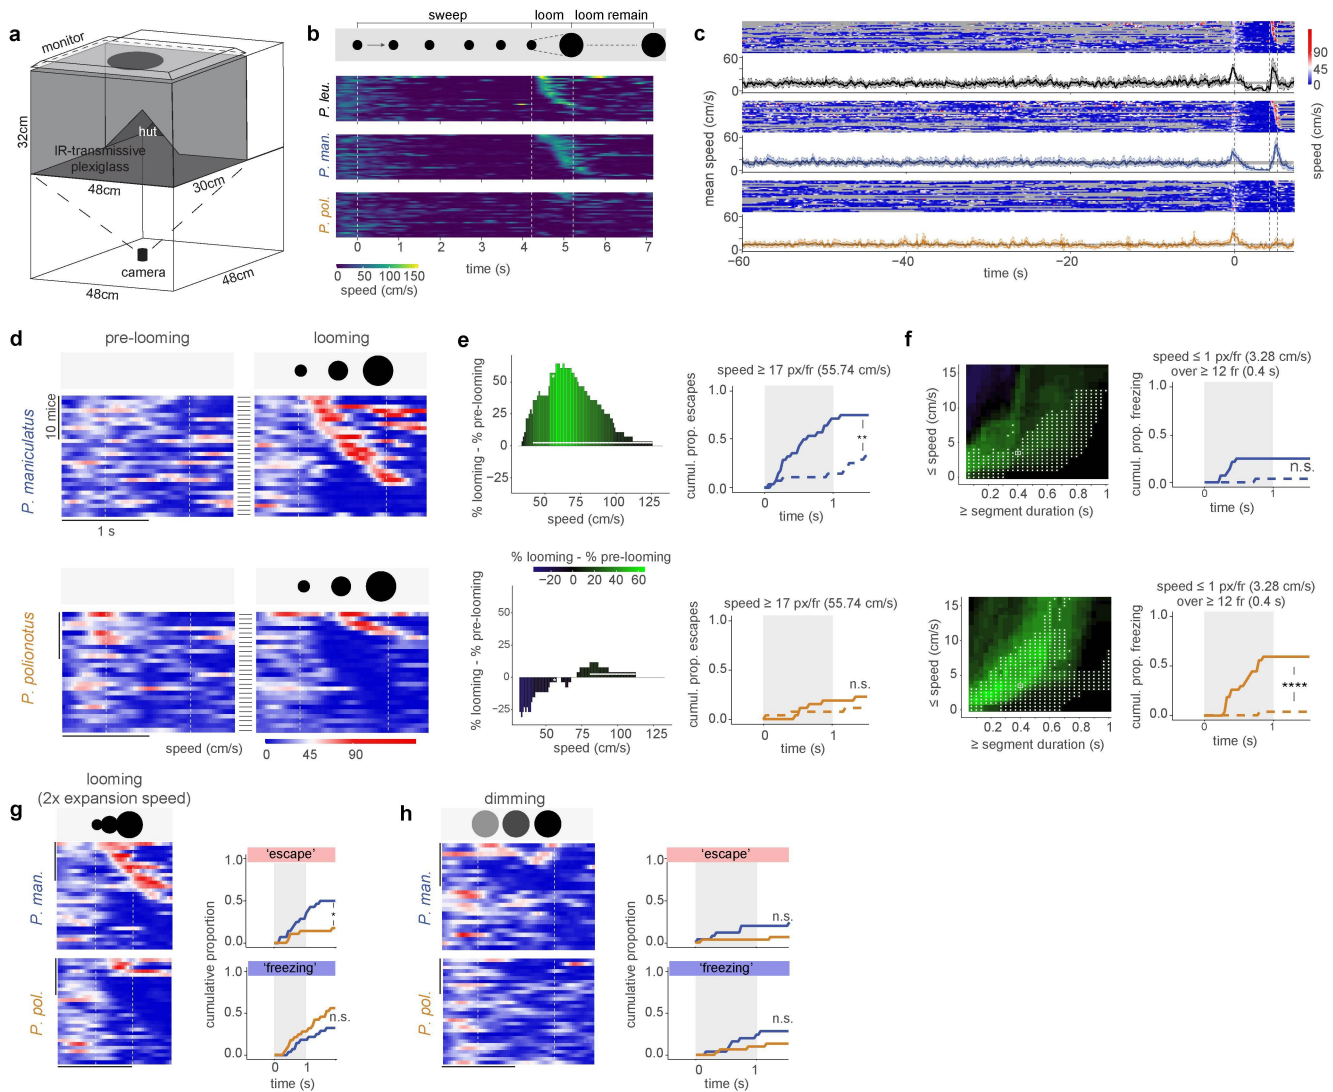 a
monitor
hut
IR-transmissive
plexiglass
32cm
48cm
30cm
camera
48cm
48cm
b
sweep
loom
loom remain
P. leu.
P. man.
P. pol.
0 1 2 3 4 5 6 7
time (s)
0 50 100 150
speed (cm/s)
c
60
0
60
0
60
0
mean speed (cm/s)
-60 -40 -20 0
time (s)
90
45
0
speed (cm/s)
d
pre-looming
looming
10 mice
P. maniculatus
1 s
P. polionotus
speed (cm/s)
0 45 90
e
% looming - % pre-looming
50
25
0
−25
50 75 100 125
speed (cm/s)
speed ≥ 17 px/fr (55.74 cm/s)
cumul. prop. escapes
1.0
0.5
0.0
**
0 1
time (s)
% looming - % pre-looming
−20 0 20 40 60
% looming - % pre-looming
50
25
0
−25
50 75 100 125
speed (cm/s)
speed ≥ 17 px/fr (55.74 cm/s)
cumul. prop. escapes
1.0
0.5
0.0
n.s.
0 1
time (s)
f
≤ speed (cm/s)
15
10
5
0
0.2 0.4 0.6 0.8 1
≥ segment duration (s)
speed ≤ 1 px/fr (3.28 cm/s)
over ≥ 12 fr (0.4 s)
cumul. prop. freezing
1.0
0.5
0.0
n.s.
0 1
time (s)
≤ speed (cm/s)
15
10
5
0
0.2 0.4 0.6 0.8 1
≥ segment duration (s)
speed ≤ 1 px/fr (3.28 cm/s)
over ≥ 12 fr (0.4 s)
cumul. prop. freezing
1.0
0.5
0.0
****
0 1
time (s)
g
looming
(2x expansion speed)
P. man.
P. pol.
cumulative proportion
'escape'
1.0
0.5
0.0
*
'freezing'
1.0
0.5
0.0
n.s.
0 1
time (s)
h
dimming
P. man.
P. pol.
cumulative proportion
'escape'
1.0
0.5
0.0
n.s.
'freezing'
1.0
0.5
0.0
n.s.
0 1
time (s)